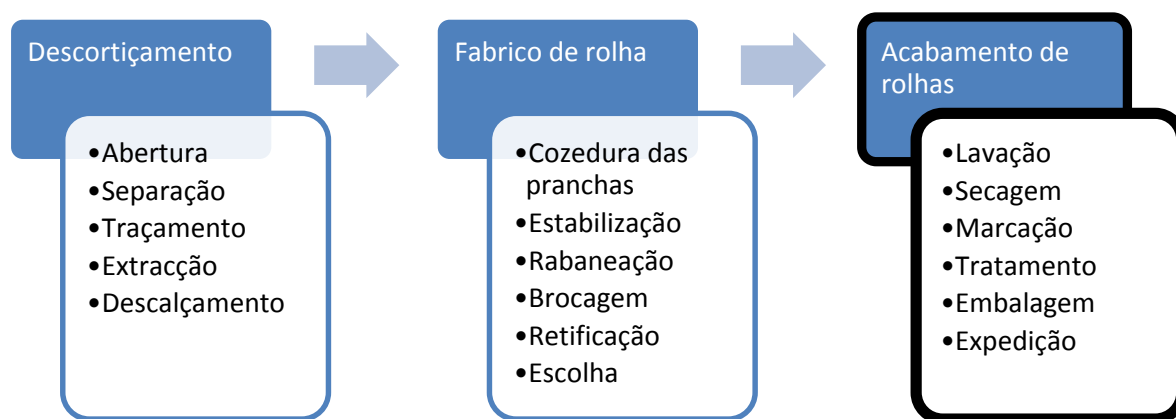 Descortiçamento
•Abertura
•Separação
•Traçamento
•Extracção
•Descalçamento
Fabrico de rolha
•Cozedura das
pranchas
•Estabilização
•Rabaneação
•Brocagem
•Retificação
•Escolha
Acabamento de
rolhas
•Lavação
•Secagem
•Marcação
•Tratamento
•Embalagem
•Expedição